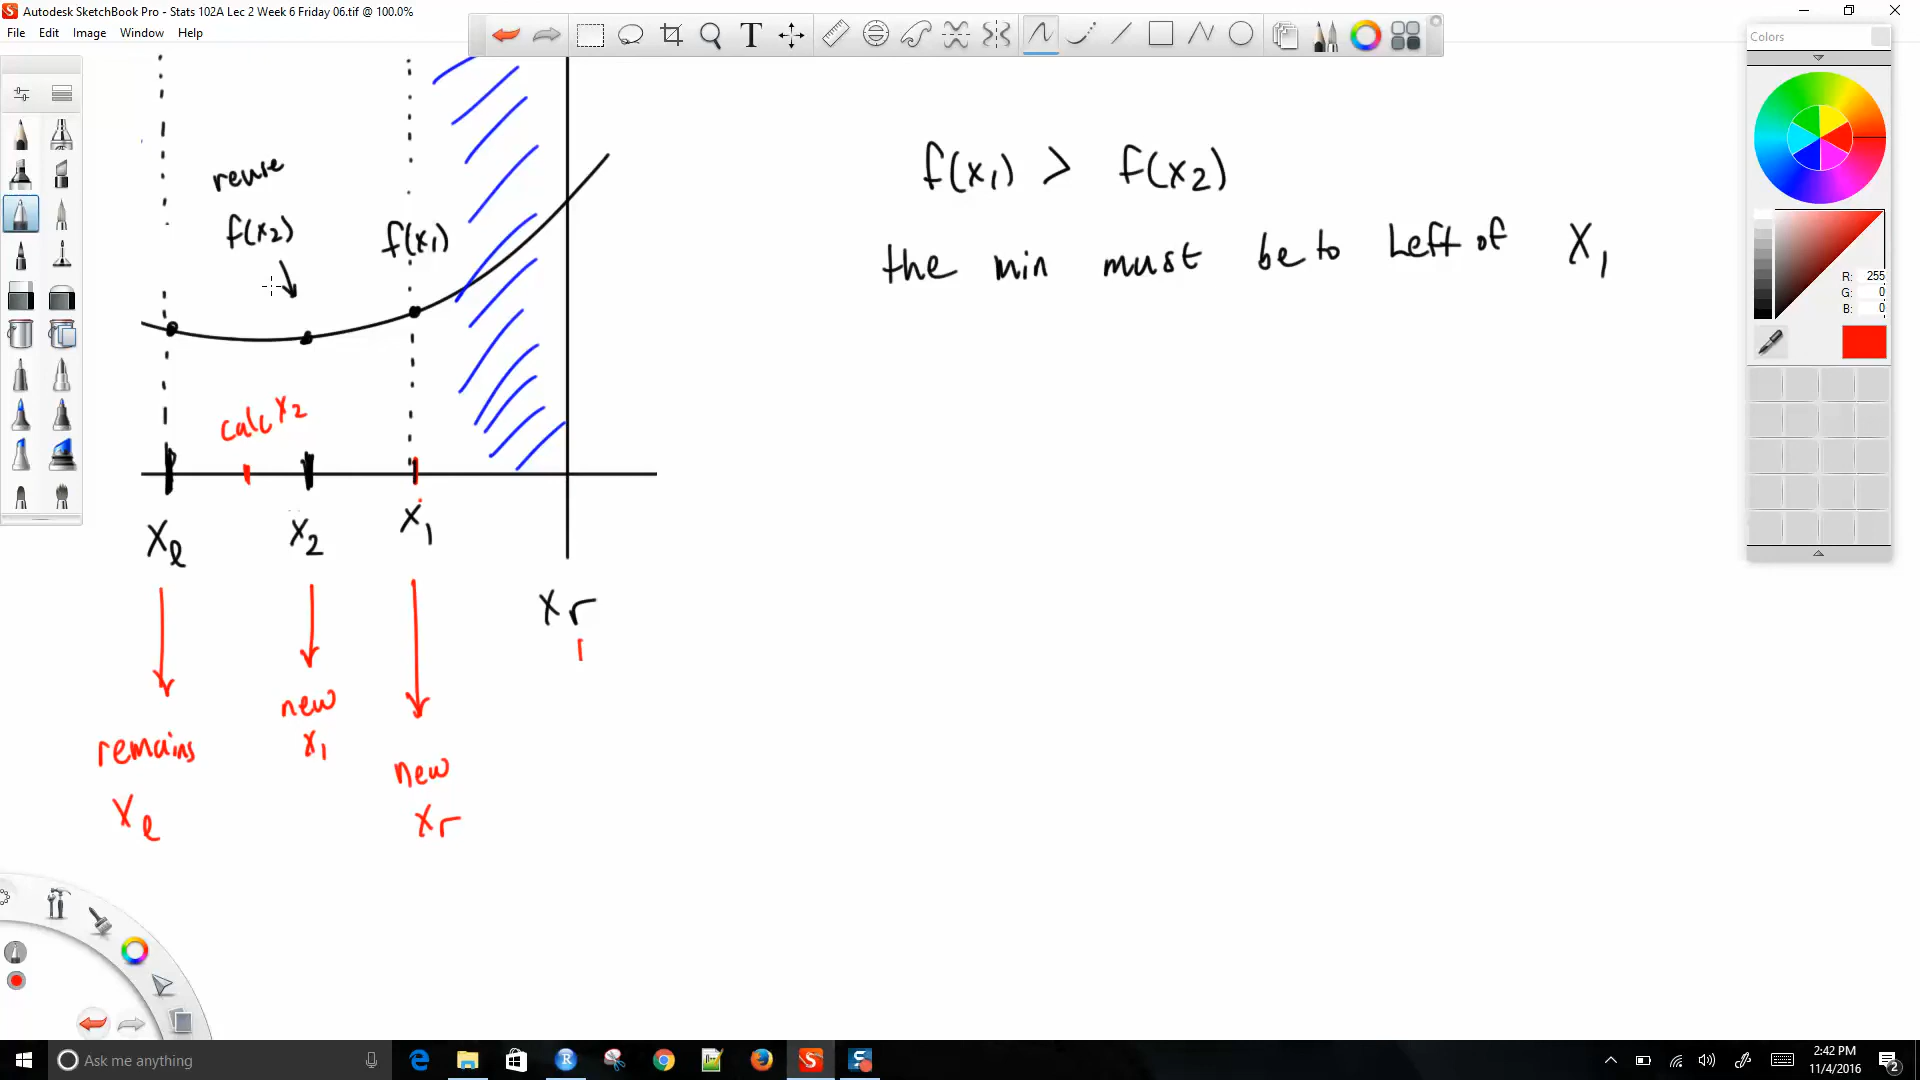 Autodesk SketchBook Pro - Stats 102A Lec 2 Week 6 Friday 06.tif @ 100.0%
File Edit Image Window Help
T
Colors
reuse
f(x2)
f(x1)
f(x1) > f(x2)
the min must be to Left of X1
R: 255
G: 0
B: 0
calc x2
Xl
X2
X1
Xr
remains
Xl
new
x1
new
Xr
Ask me anything
2:42 PM
11/4/2016
2